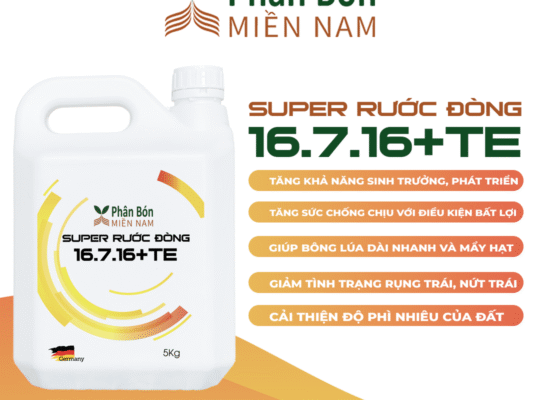 Phân Bón
MIỀN NAM
SUPER RƯỚC ĐÒNG
16.7.16+TE
TĂNG KHẢ NĂNG SINH TRƯỞNG, PHÁT TRIỂN
TĂNG SỨC CHỐNG CHỊU VỚI ĐIỀU KIỆN BẤT LỢI
GIÚP BÔNG LÚA DÀI NHANH VÀ MẨY HẠT
GIẢM TÌNH TRẠNG RỤNG TRÁI, NỨT TRÁI
CẢI THIỆN ĐỘ PHÌ NHIÊU CỦA ĐẤT
Phân Bón
MIỀN NAM
SUPER RƯỚC ĐÒNG
16.7.16+TE
Germany
5Kg